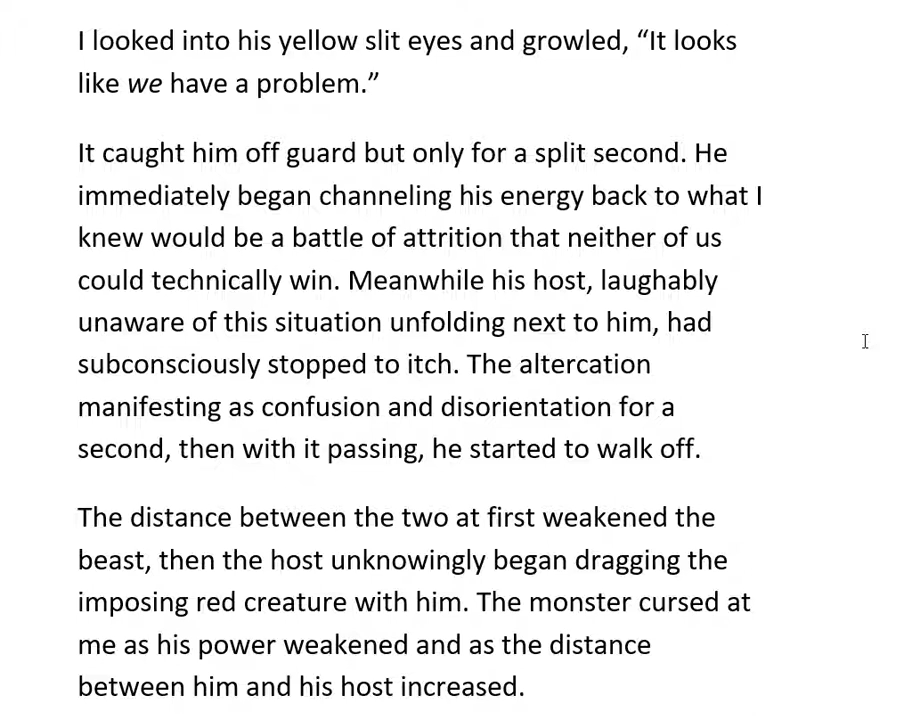 I looked into his yellow slit eyes and growled, “It looks
like we have a problem.”
It caught him off guard but only for a split second. He
immediately began channeling his energy back to what I
knew would be a battle of attrition that neither of us
could technically win. Meanwhile his host, laughably
unaware of this situation unfolding next to him, had
subconsciously stopped to itch. The altercation
manifesting as confusion and disorientation for a
second, then with it passing, he started to walk off.
The distance between the two at first weakened the
beast, then the host unknowingly began dragging the
imposing red creature with him. The monster cursed at
me as his power weakened and as the distance
between him and his host increased.